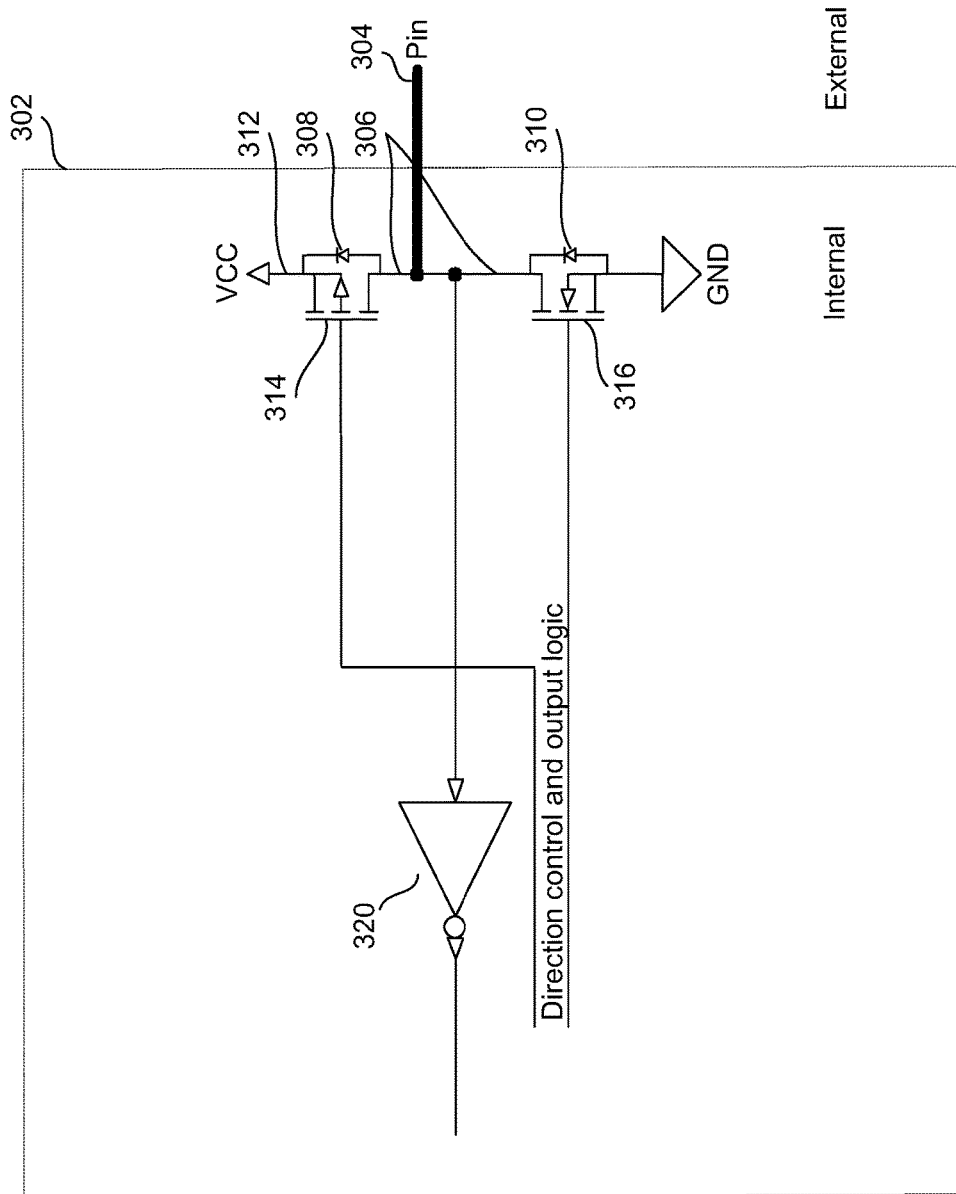 302
304
Pin
312
308
306
310
VCC
GND
314
316
320
Direction control and output logic
Internal
External